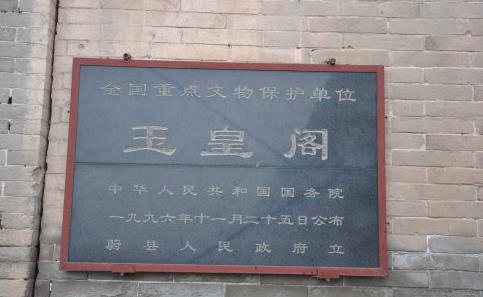 全国重点文物保护单位
玉皇阁
中华人民共和国国务院
一九九六年十一月二十五日公布
蔚县人民政府立